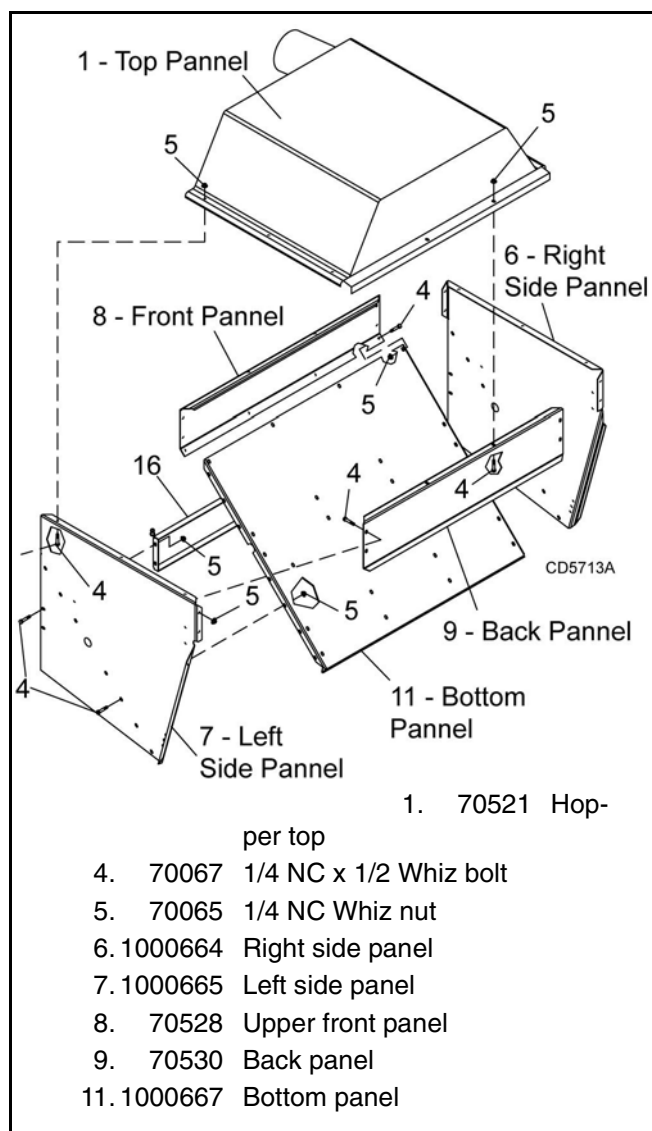 1 - Top Pannel
5
5
6 - Right
Side Pannel
8 - Front Pannel
4
5
16
4
4
5
5
4
5
CD5713A
9 - Back Pannel
4
11 - Bottom
Pannel
7 - Left
Side Pannel
1. 70521 Hop-
per top
4. 70067 1/4 NC x 1/2 Whiz bolt
5. 70065 1/4 NC Whiz nut
6. 1000664 Right side panel
7. 1000665 Left side panel
8. 70528 Upper front panel
9. 70530 Back panel
11. 1000667 Bottom panel